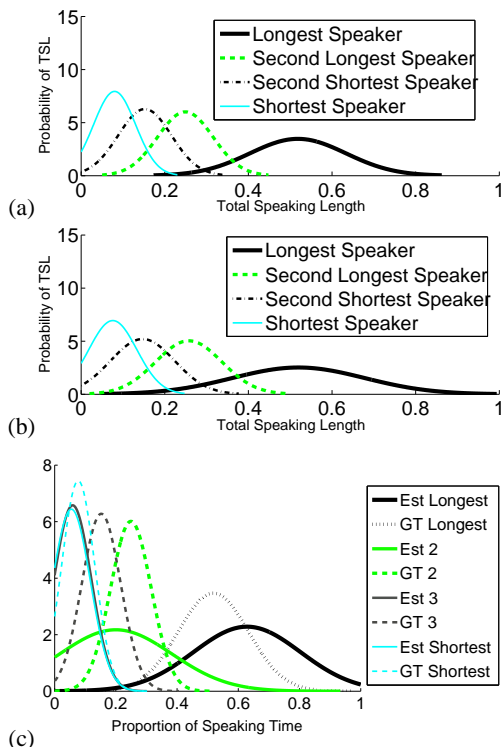 15
10
5
0
Probability of TSL
Longest Speaker
Second Longest Speaker
Second Shortest Speaker
Shortest Speaker
0 0.2 0.4 0.6 0.8 1
Total Speaking Length
(a)
15
10
5
0
Probability of TSL
Longest Speaker
Second Longest Speaker
Second Shortest Speaker
Shortest Speaker
0 0.2 0.4 0.6 0.8 1
Total Speaking Length
(b)
8
6
4
2
0
Est Longest
GT Longest
Est 2
GT 2
Est 3
GT 3
Est Shortest
GT Shortest
0 0.2 0.4 0.6 0.8 1
Proportion of Speaking Time
(c)